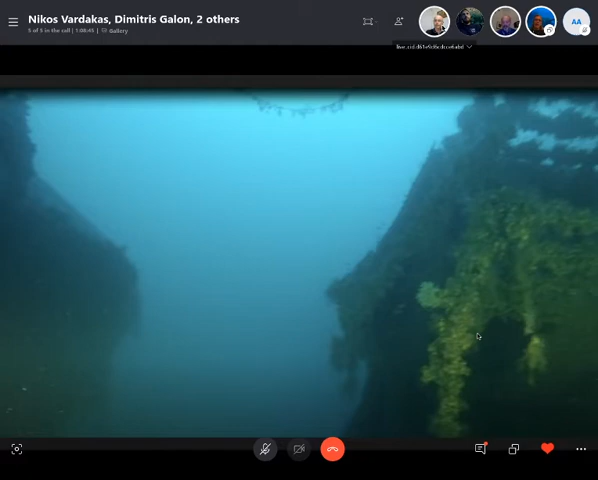 Nikos Vardakas, Dimitris Galon, 2 others
5 of 5 in the call | 1:08:45 | Gallery
AA